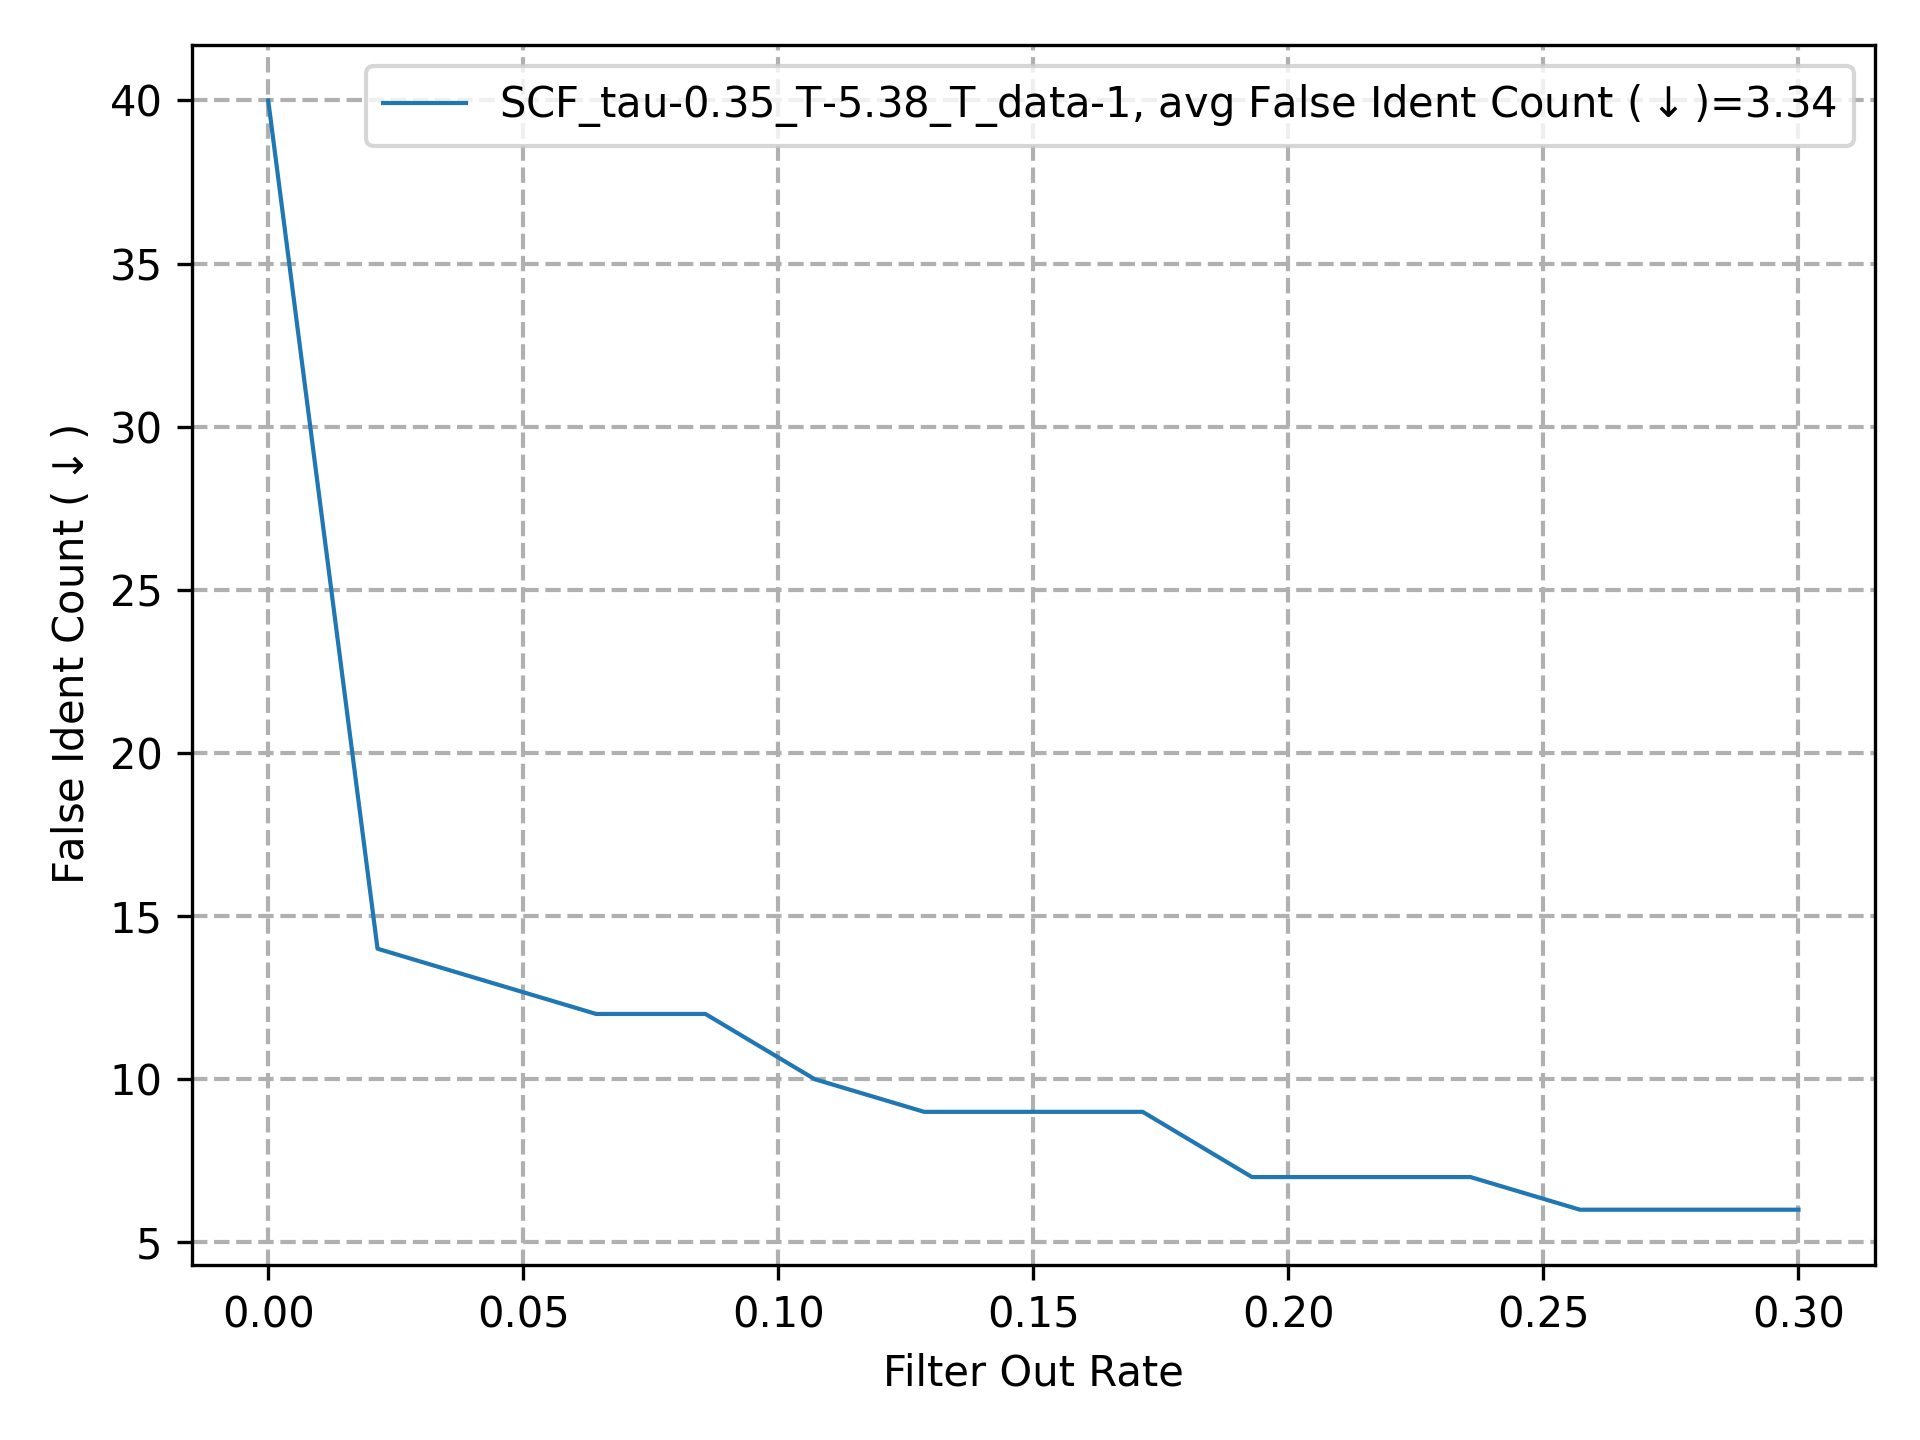 SCF_tau-0.35_T-5.38_T_data-1, avg False Ident Count (↓)=3.34
40
35
30
25
20
15
10
5
False Ident Count (↓)
0.00 0.05 0.10 0.15 0.20 0.25 0.30
Filter Out Rate